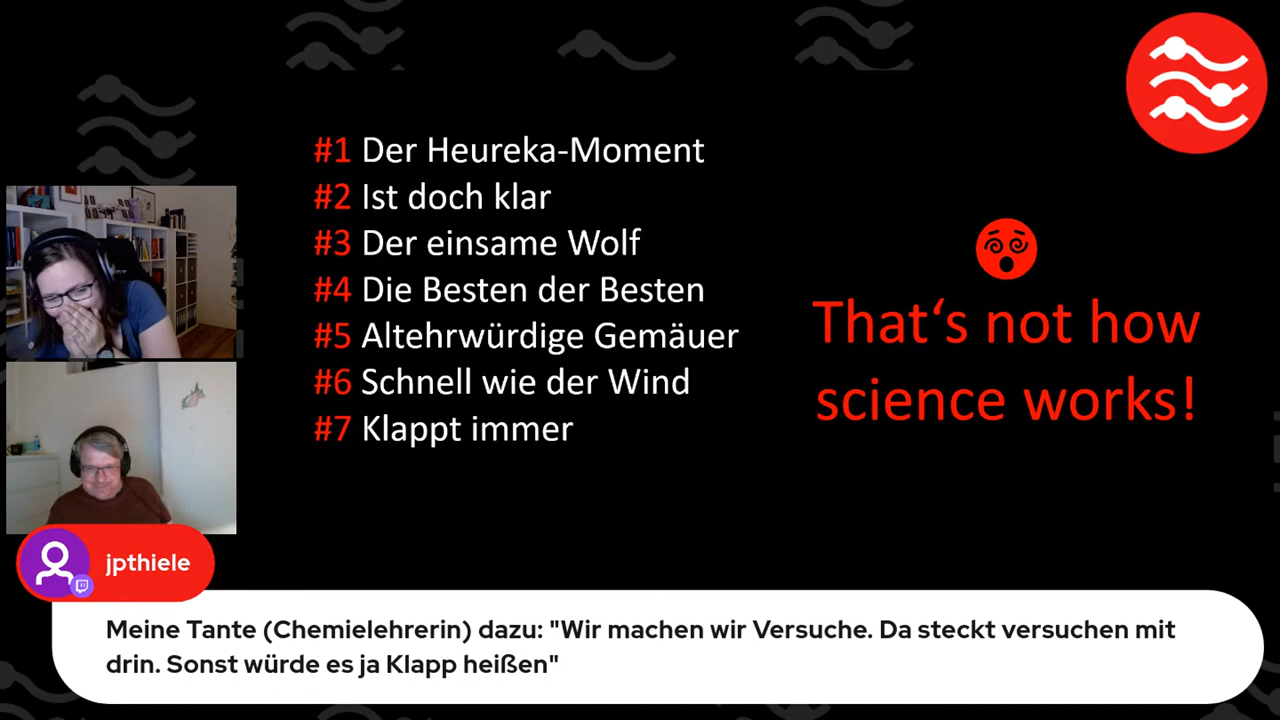 #1 Der Heureka-Moment
#2 Ist doch klar
#3 Der einsame Wolf
#4 Die Besten der Besten
#5 Altehrwürdige Gemäuer
#6 Schnell wie der Wind
#7 Klappt immer
That‘s not how
science works!
jpthiele
Meine Tante (Chemielehrerin) dazu: "Wir machen wir Versuche. Da steckt versuchen mit
drin. Sonst würde es ja Klapp heißen"